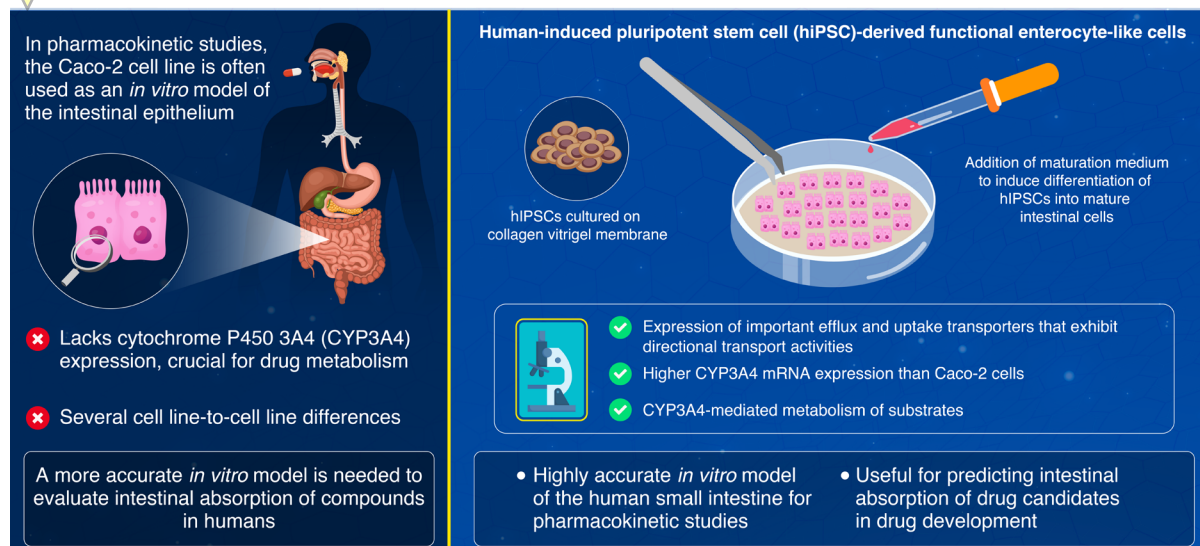 In pharmacokinetic studies,
the Caco-2 cell line is often
used as an in vitro model of
the intestinal epithelium
Lacks cytochrome P450 3A4 (CYP3A4)
expression, crucial for drug metabolism
Several cell line-to-cell line differences
A more accurate in vitro model is needed to
evaluate intestinal absorption of compounds
in humans
Human-induced pluripotent stem cell (hiPSC)-derived functional enterocyte-like cells
hIPSCs cultured on
collagen vitrigel membrane
Addition of maturation medium
to induce differentiation of
hIPSCs into mature
intestinal cells
Expression of important efflux and uptake transporters that exhibit
directional transport activities
Higher CYP3A4 mRNA expression than Caco-2 cells
CYP3A4-mediated metabolism of substrates
• Highly accurate in vitro model
of the human small intestine for
pharmacokinetic studies
• Useful for predicting intestinal
absorption of drug candidates
in drug development